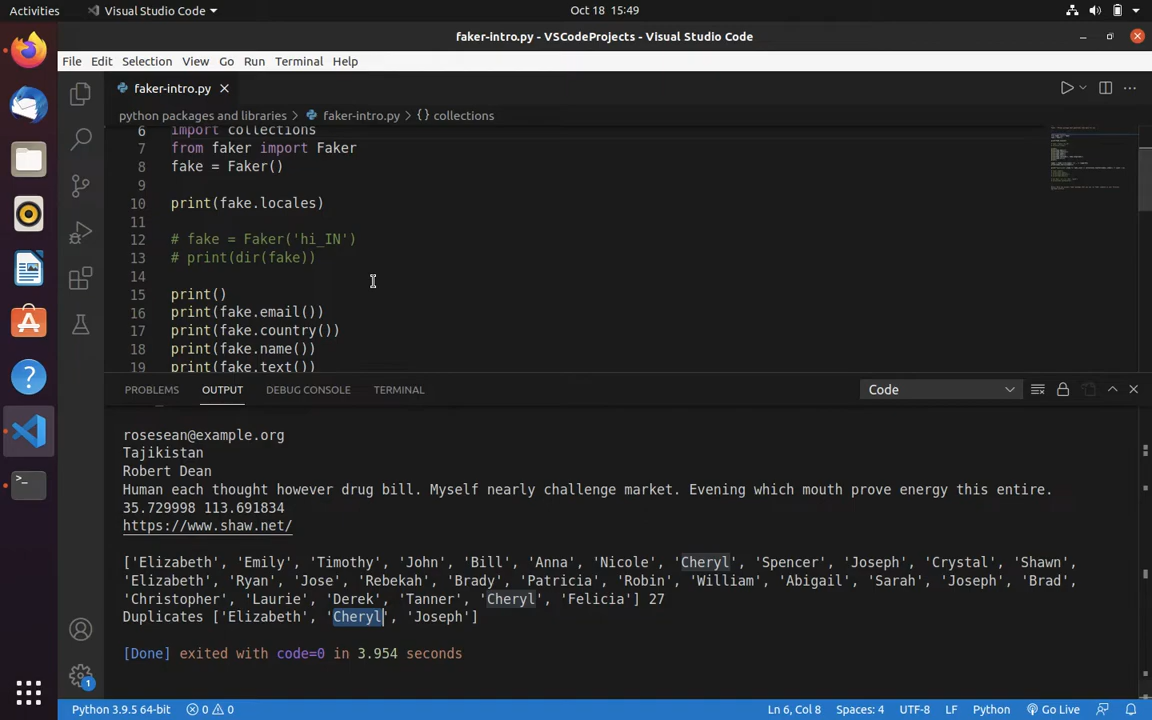 Activities
Visual Studio Code
Oct 18 15:49
faker-intro.py - VSCodeProjects - Visual Studio Code
File Edit Selection View Go Run Terminal Help
faker-intro.py
python packages and libraries > faker-intro.py > {} collections
6 import collections
7 from faker import Faker
8 fake = Faker()
9
10 print(fake.locales)
11
12 # fake = Faker('hi_IN')
13 # print(dir(fake))
14
15 print()
16 print(fake.email())
17 print(fake.country())
18 print(fake.name())
19 print(fake.text())
PROBLEMS OUTPUT DEBUG CONSOLE TERMINAL
Code
rosesean@example.org
Tajikistan
Robert Dean
Human each thought however drug bill. Myself nearly challenge market. Evening which mouth prove energy this entire.
35.729998 113.691834
https://www.shaw.net/
['Elizabeth', 'Emily', 'Timothy', 'John', 'Bill', 'Anna', 'Nicole', 'Cheryl', 'Spencer', 'Joseph', 'Crystal', 'Shawn',
'Elizabeth', 'Ryan', 'Jose', 'Rebekah', 'Brady', 'Patricia', 'Robin', 'William', 'Abigail', 'Sarah', 'Joseph', 'Brad',
'Christopher', 'Laurie', 'Derek', 'Tanner', 'Cheryl', 'Felicia'] 27
Duplicates ['Elizabeth', 'Cheryl', 'Joseph']
[Done] exited with code=0 in 3.954 seconds
1
Python 3.9.5 64-bit 0 0 Ln 6, Col 8 Spaces: 4 UTF-8 LF Python Go Live